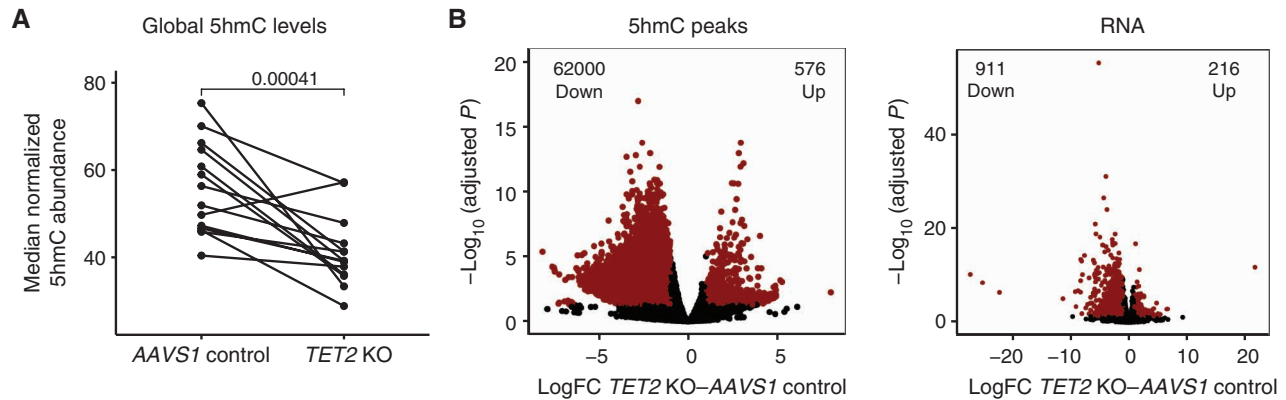 A
Global 5hmC levels
Median normalized
5hmC abundance
80
60
40
0.00041
AAVS1 control
TET2 KO
B
5hmC peaks
−Log10 (adjusted P)
20
15
10
5
0
62000
Down
576
Up
−5
0
5
LogFC TET2 KO–AAVS1 control
RNA
−Log10 (adjusted P)
40
20
0
911
Down
216
Up
−20
−10
0
10
20
LogFC TET2 KO–AAVS1 control